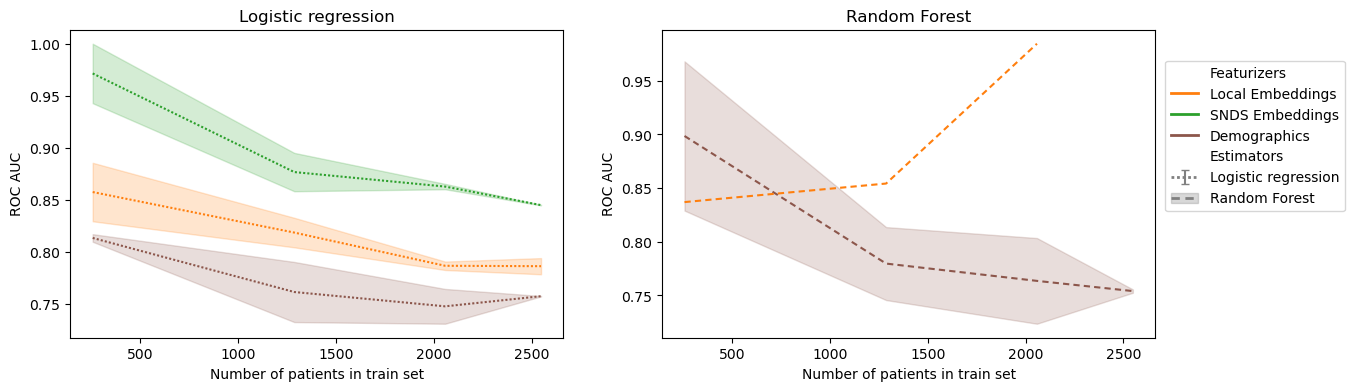 Logistic regression
ROC AUC
1.00
0.95
0.90
0.85
0.80
0.75
500
1000
1500
2000
2500
Number of patients in train set
Random Forest
ROC AUC
0.95
0.90
0.85
0.80
0.75
500
1000
1500
2000
2500
Number of patients in train set
Featurizers
Local Embeddings
SNDS Embeddings
Demographics
Estimators
Logistic regression
Random Forest